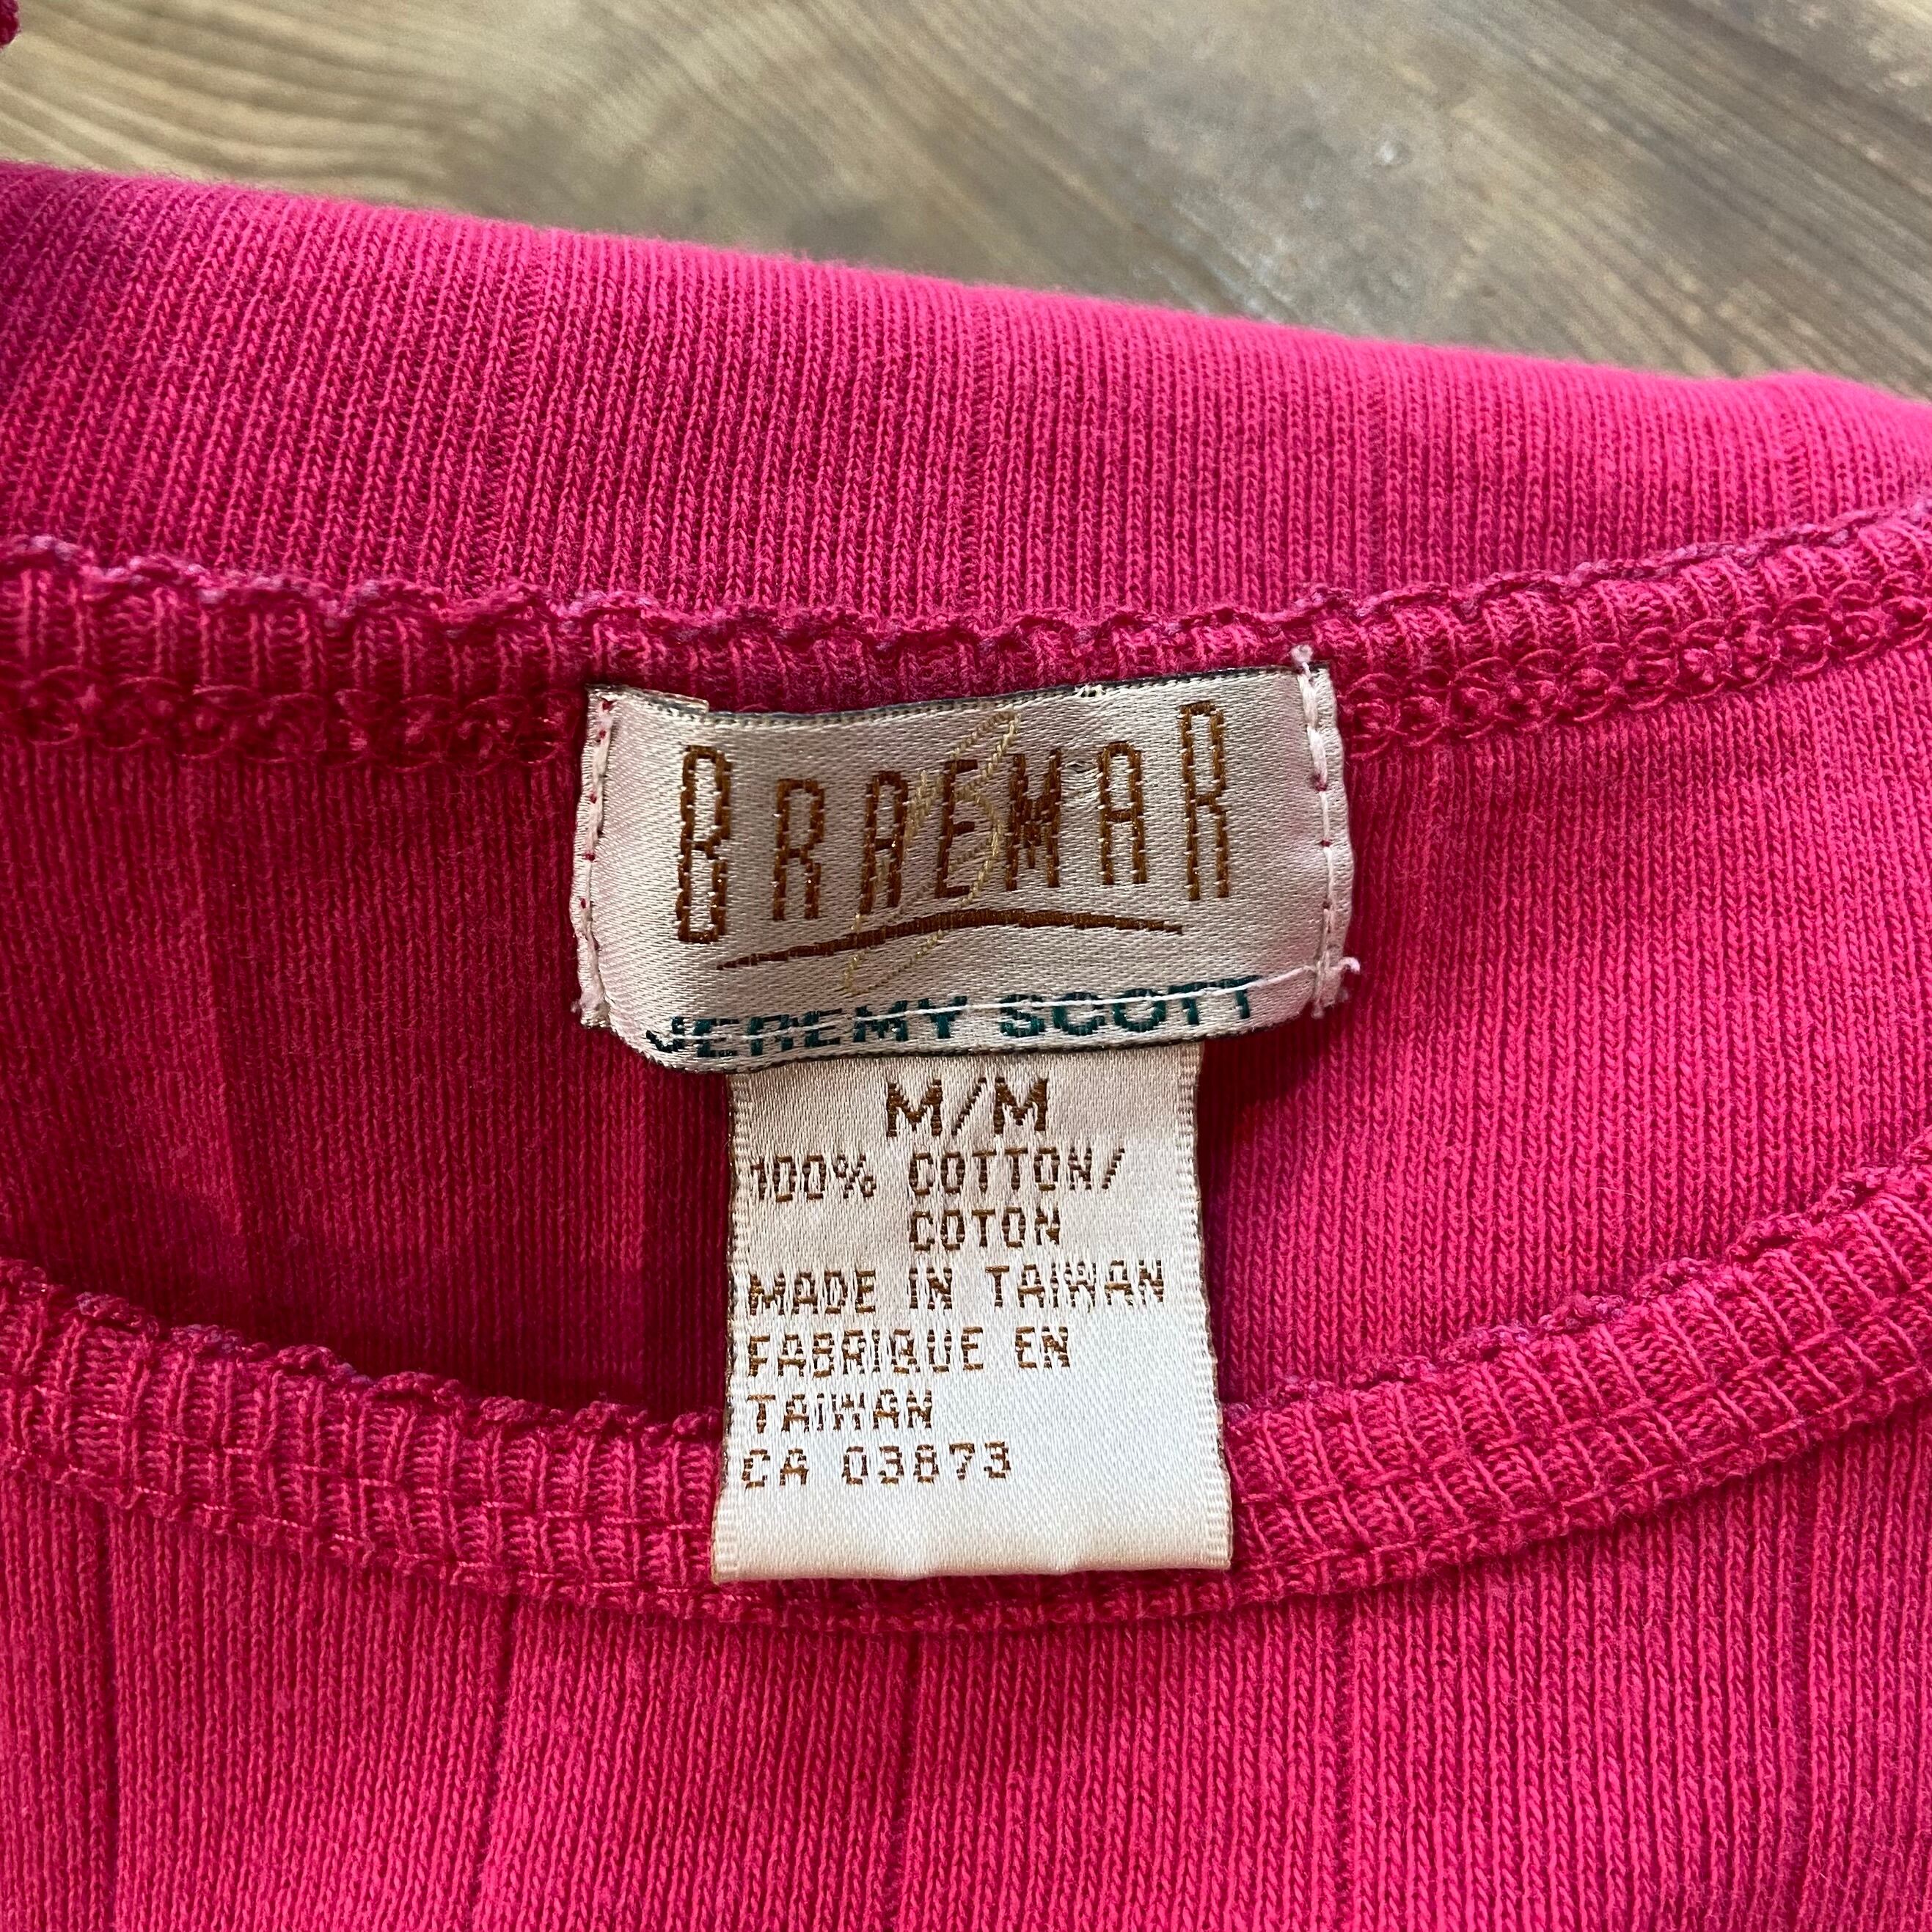 BRAEMAR
JEREMY SCOTT
M/M
100% COTTON/
COTON
MADE IN TAIWAN
FABRIQUE EN
TAIWAN
CA 03873